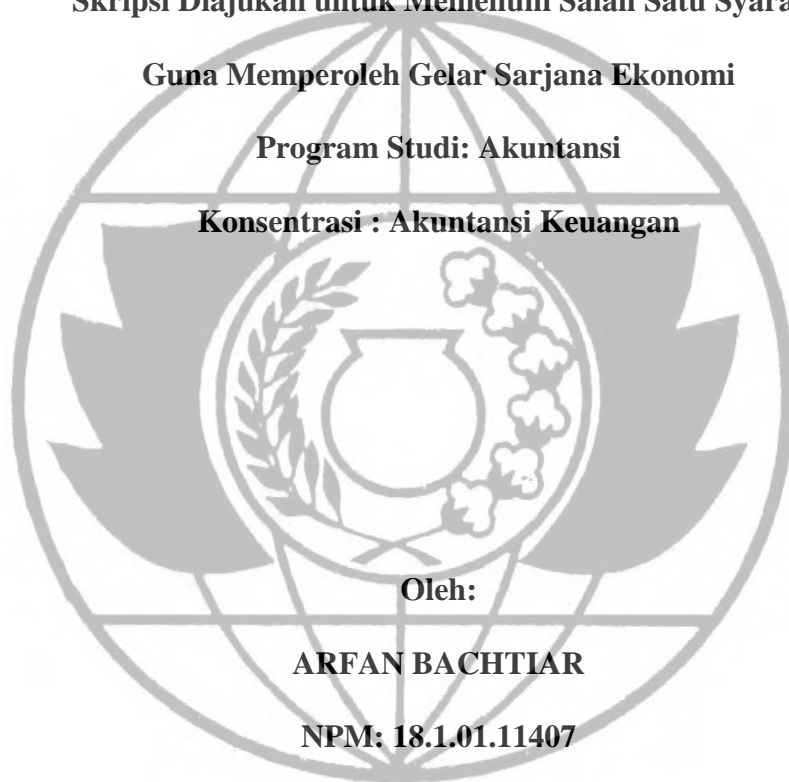 Skripsi Diajukan untuk Memenuhi Salah Satu Syara
Guna Memperoleh Gelar Sarjana Ekonomi
Program Studi: Akuntansi
Konsentrasi : Akuntansi Keuangan
Oleh:
ARFAN BACHTIAR
NPM: 18.1.01.11407